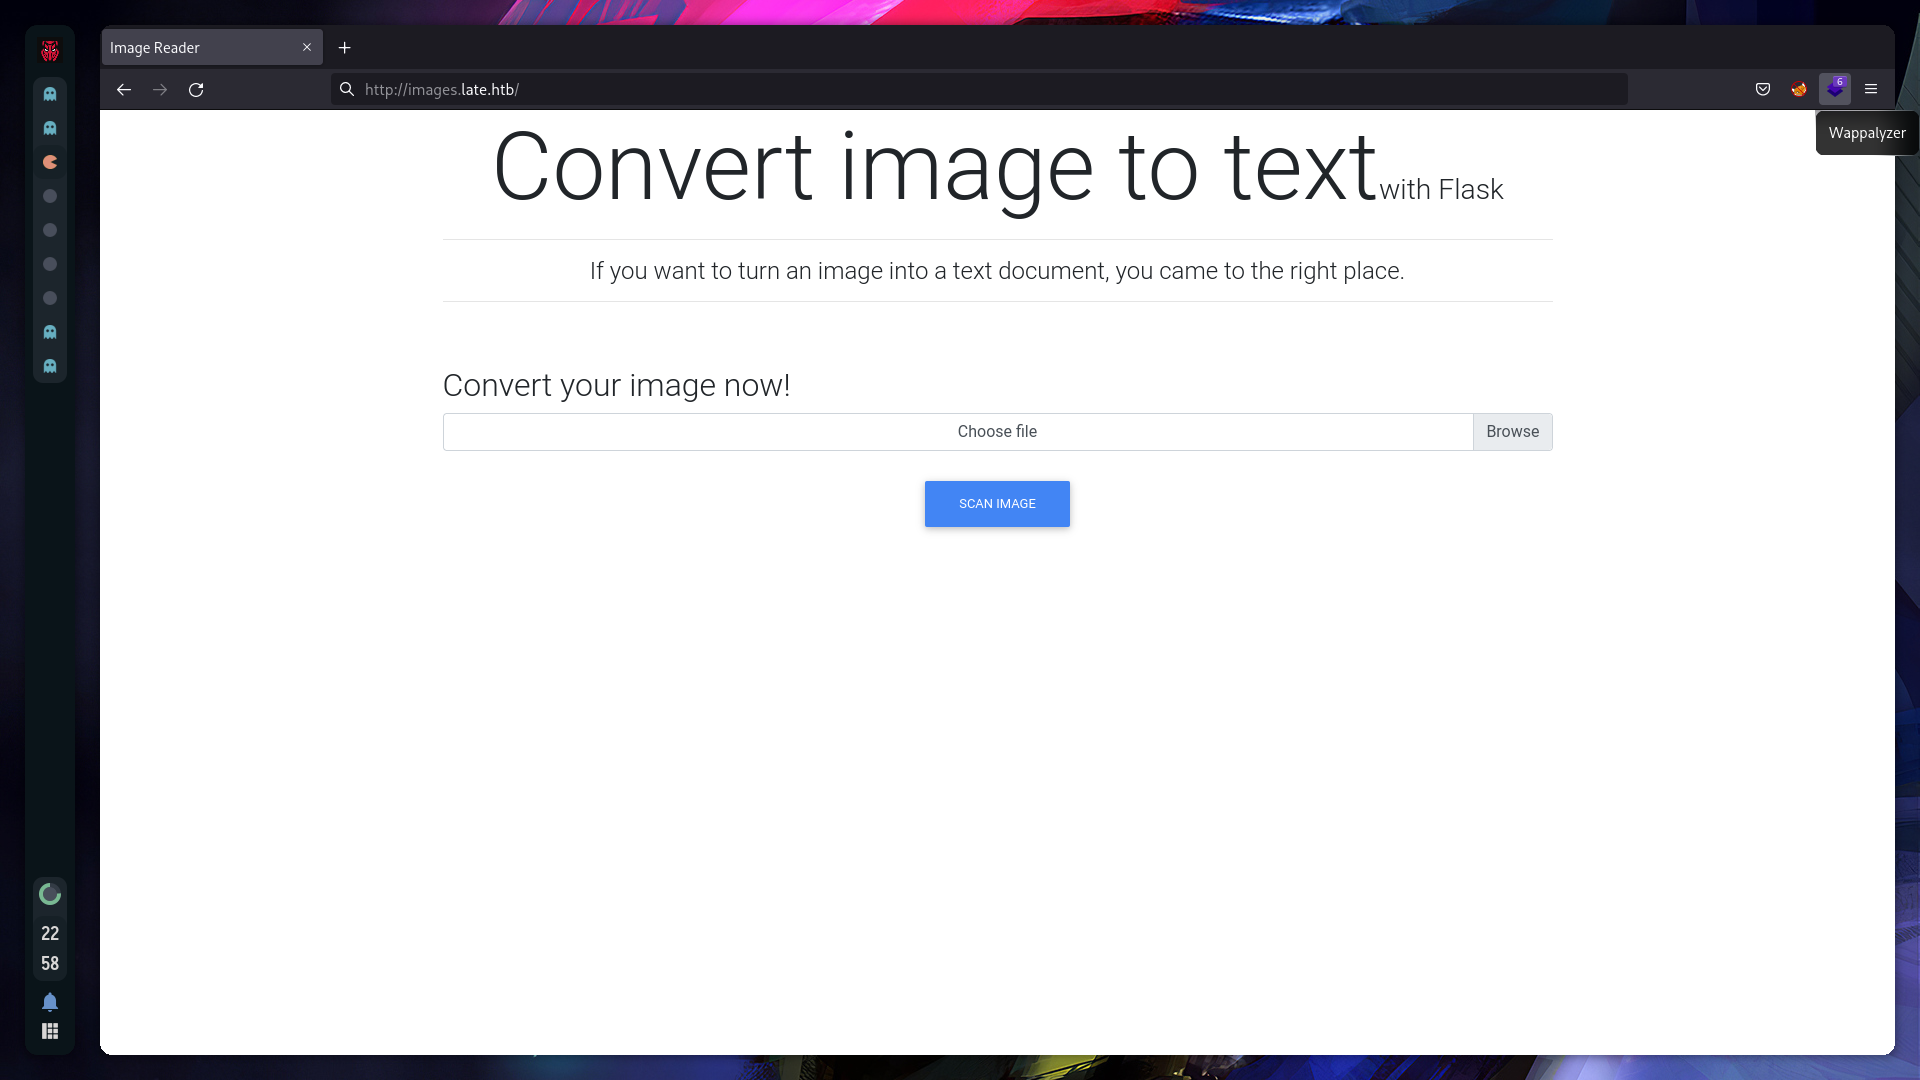 Image Reader
http://images.late.htb/
6
Wappalyzer
Convert image to text with Flask
If you want to turn an image into a text document, you came to the right place.
Convert your image now!
Choose file
Browse
SCAN IMAGE
22
58